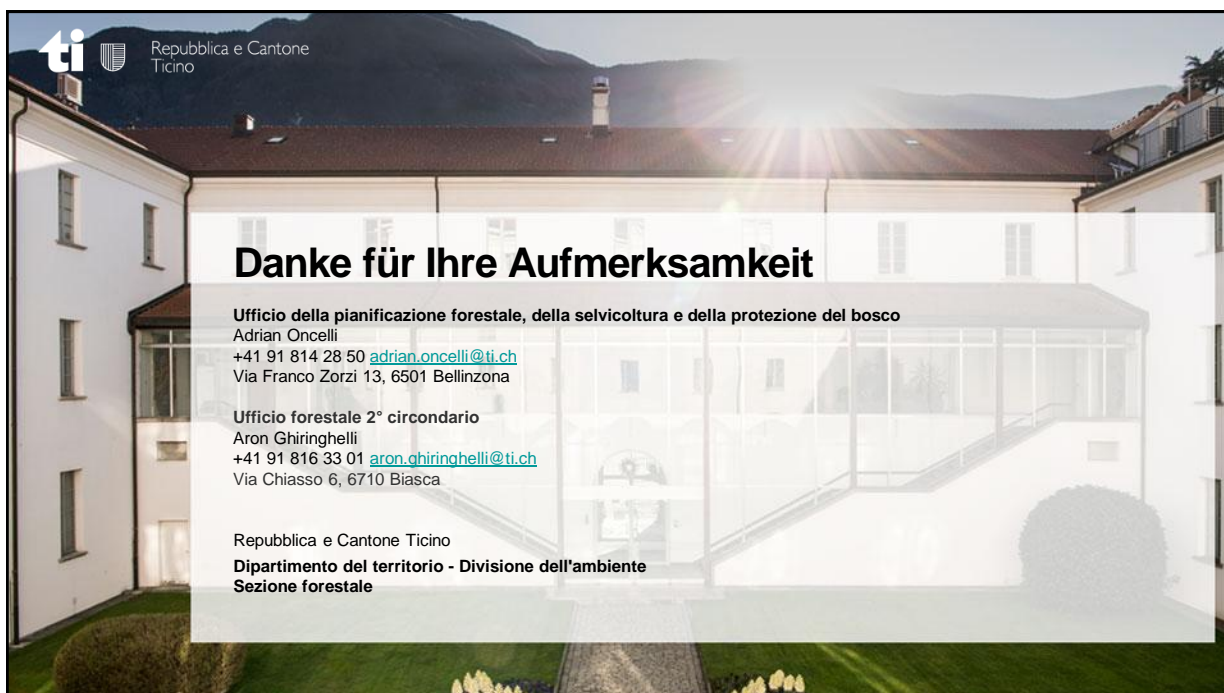 ti
Repubblica e Cantone
Ticino
Danke für Ihre Aufmerksamkeit
Ufficio della pianificazione forestale, della selvicoltura e della protezione del bosco
Adrian Oncelli
+41 91 814 28 50 adrian.oncelli@ti.ch
Via Franco Zorzi 13, 6501 Bellinzona
Ufficio forestale 2° circondario
Aron Ghiringhelli
+41 91 816 33 01 aron.ghiringhelli@ti.ch
Via Chiasso 6, 6710 Biasca
Repubblica e Cantone Ticino
Dipartimento del territorio - Divisione dell'ambiente
Sezione forestale